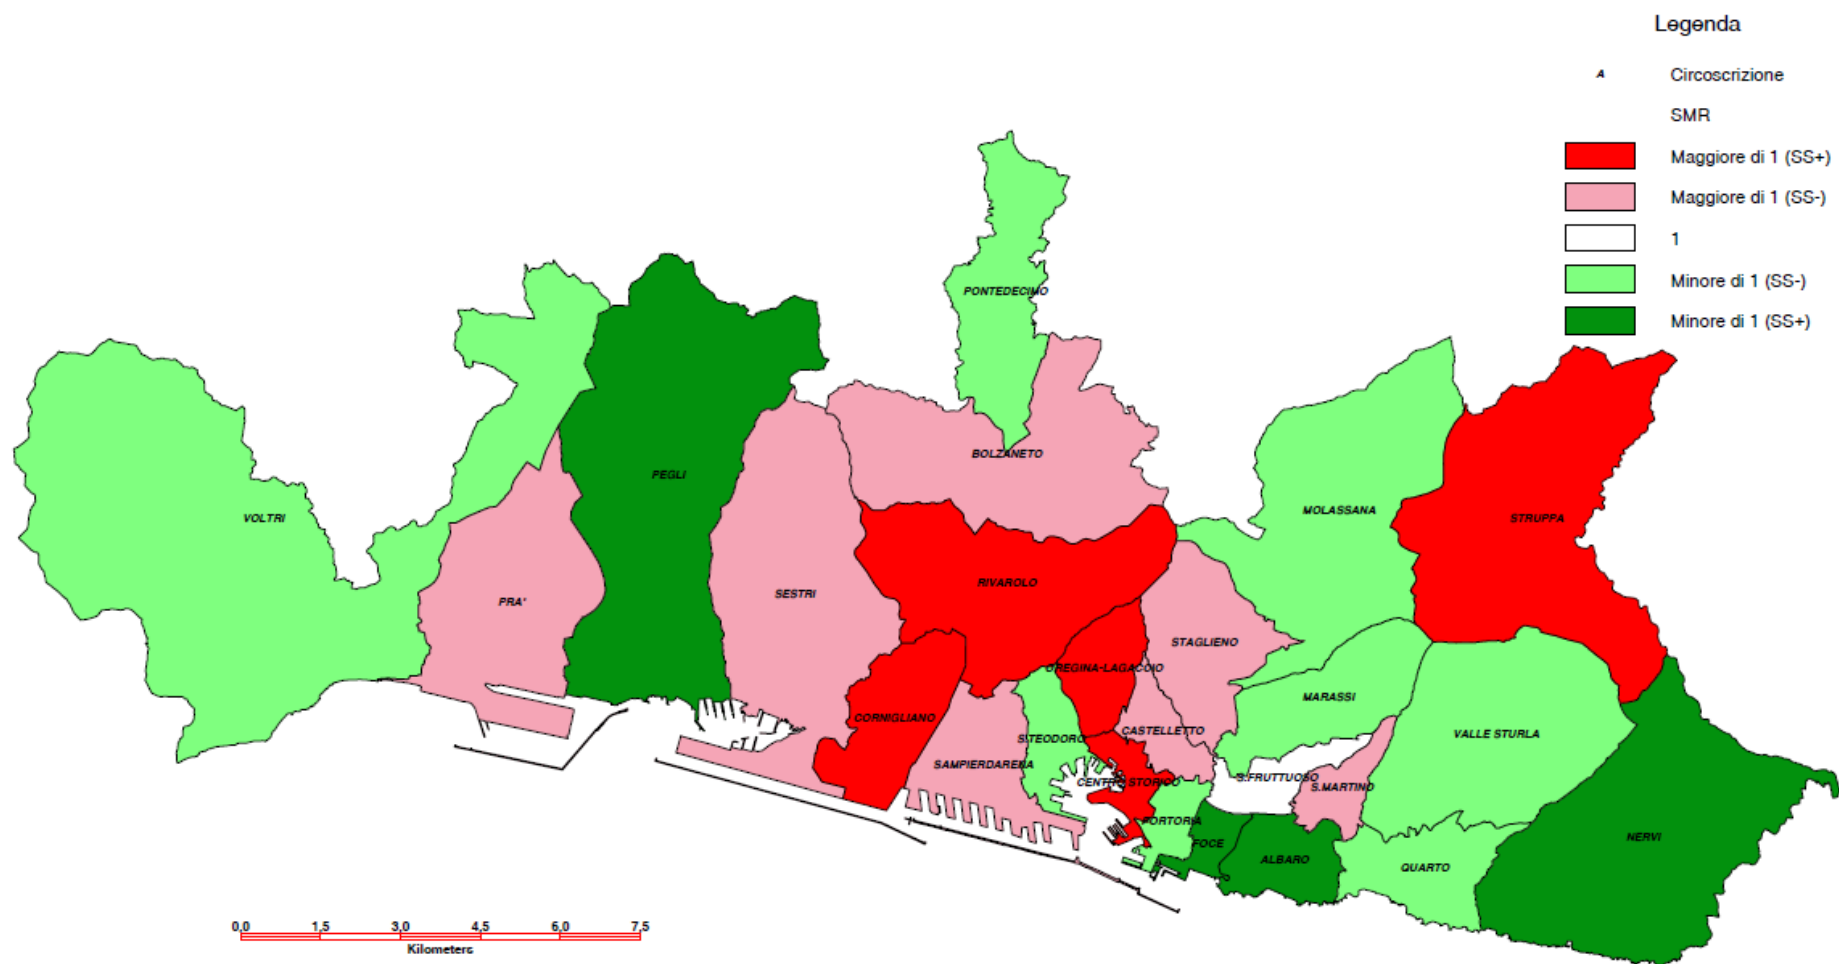 Legenda
A Circoscrizione
SMR
Maggiore di 1 (SS+)
Maggiore di 1 (SS-)
1
Minore di 1 (SS-)
Minore di 1 (SS+)
PONTEDECIMO
BOLZANETO
PEGLI
VOLTRI
MOLASSANA
STRUPPA
RIVAROLO
SESTRI
PRA'
STAGLIENO
OREGINA-LAGACCIO
MARASSI
CORNIGLIANO
CASTELLETTO
S.TEODORO
VALLE STURLA
SAMPIERDARENA
CENTRO STORICO
S.FRUTTUOSO
S.MARTINO
PORTORIA
FOCE
ALBARO
QUARTO
NERVI
0,0 1,5 3,0 4,5 6,0 7,5
Kilometers